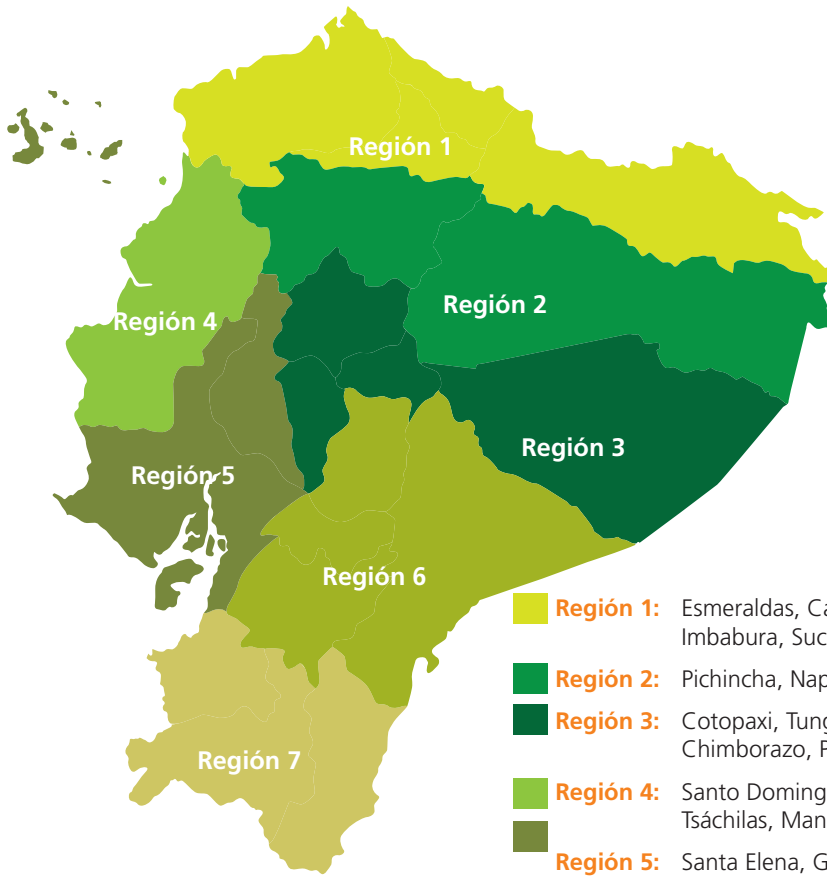 Región 1
Región 2
Región 4
Región 3
Región 5
Región 6
Región 7
Región 1: Esmeraldas,
Imbabura,
Región 2: Pichincha,
Región 3: Cotopaxi,
Chimborazo,
Región 4: Santo
Tsáchilas,
Región 5: Santa Elena,